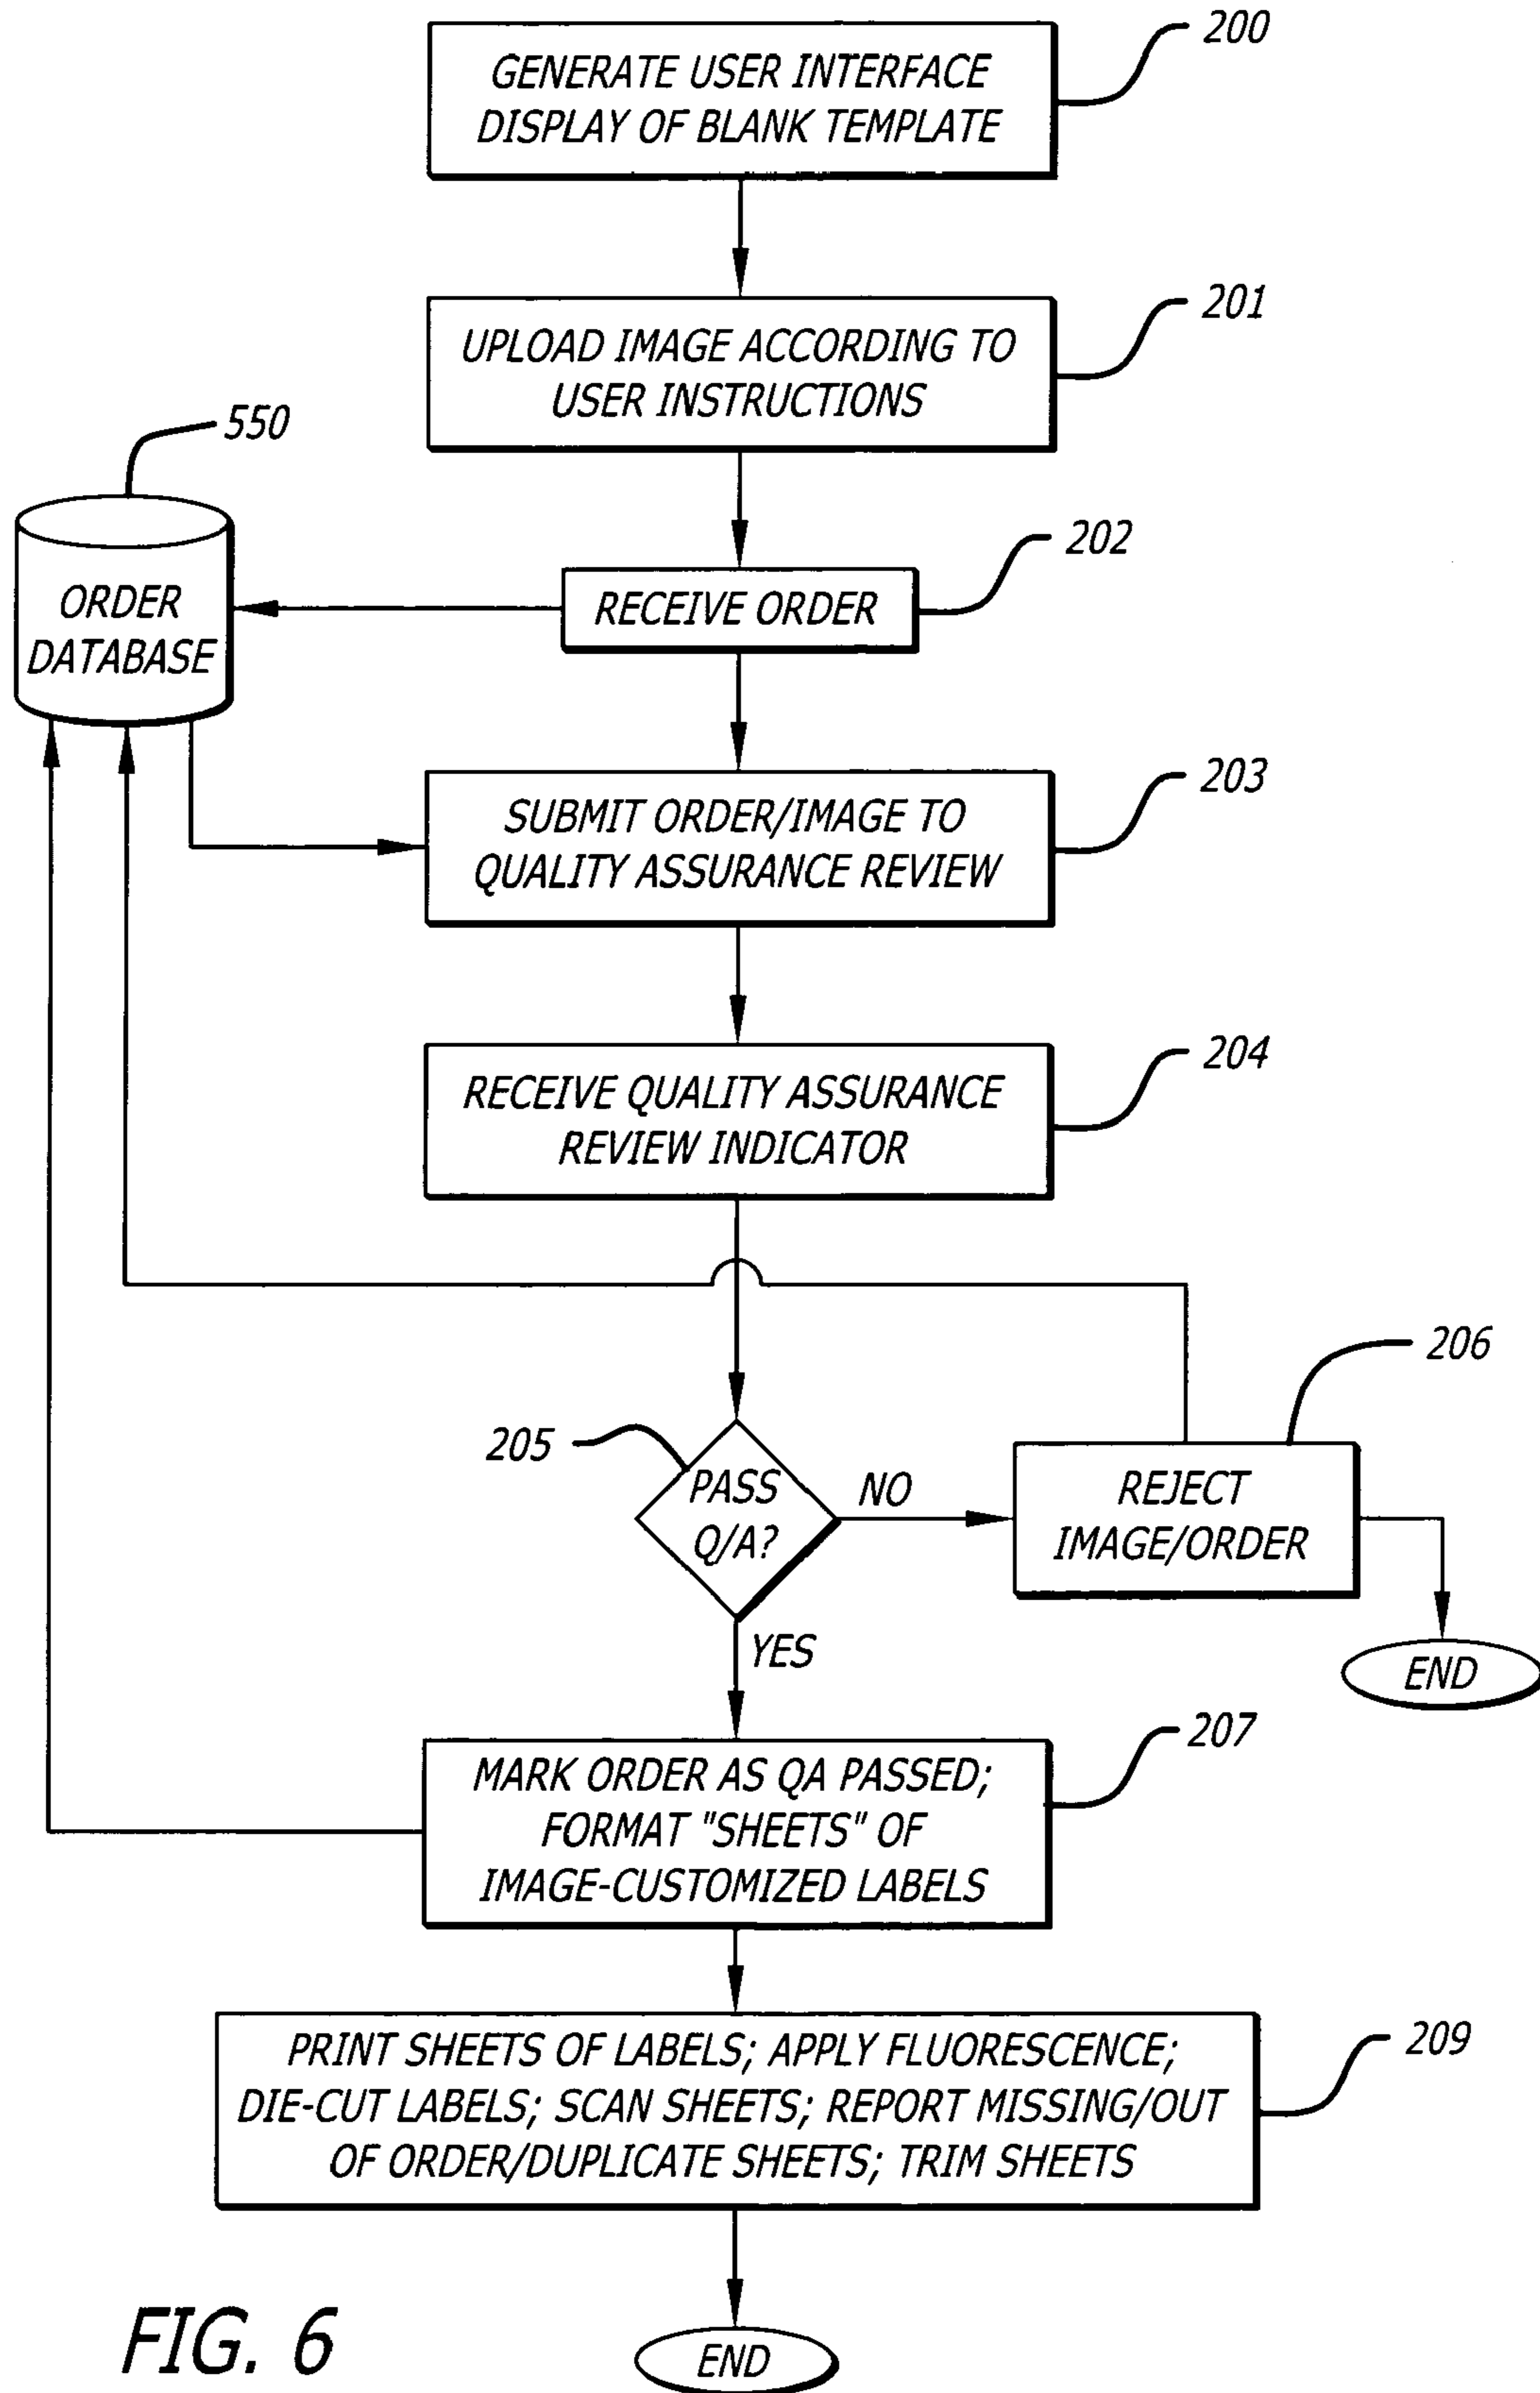 200
GENERATE USER INTERFACE
DISPLAY OF BLANK TEMPLATE
201
UPLOAD IMAGE ACCORDING TO
USER INSTRUCTIONS
550
ORDER
DATABASE
202
RECEIVE ORDER
203
SUBMIT ORDER/IMAGE TO
QUALITY ASSURANCE REVIEW
204
RECEIVE QUALITY ASSURANCE
REVIEW INDICATOR
205
PASS
Q/A?
NO
206
REJECT
IMAGE/ORDER
END
YES
207
MARK ORDER AS QA PASSED;
FORMAT "SHEETS" OF
IMAGE-CUSTOMIZED LABELS
209
PRINT SHEETS OF LABELS; APPLY FLUORESCENCE;
DIE-CUT LABELS; SCAN SHEETS; REPORT MISSING/OUT
OF ORDER/DUPLICATE SHEETS; TRIM SHEETS
END
FIG. 6